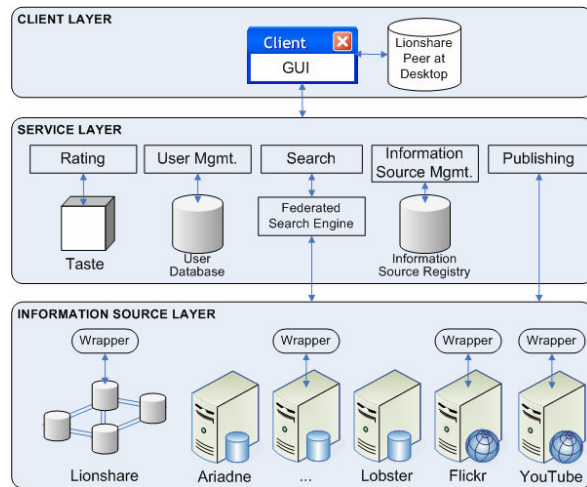 CLIENT LAYER
Client
GUI
Lionshare
Peer at
Desktop
SERVICE LAYER
Rating
User Mgmt.
Search
Information
Source Mgmt.
Publishing
Federated
Search Engine
Taste
User
Database
Information
Source Registry
INFORMATION SOURCE LAYER
Wrapper
Wrapper
Wrapper
Wrapper
Lionshare
Ariadne
...
Lobster
Flickr
YouTube